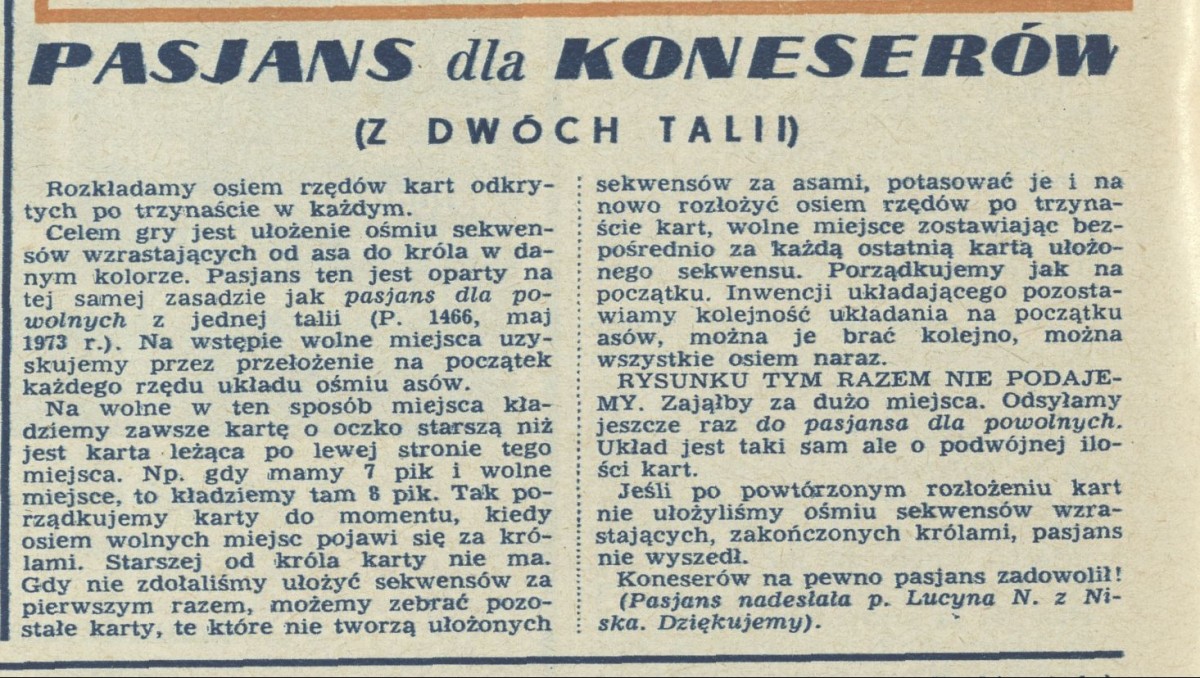 PASJANS dla KONESERÓW
(Z DWÓCH TALII)
Rozkładamy osiem rzędów kart odkry-
tych po trzynaście w każdym.
Celem gry jest ułożenie ośmiu sekwen-
sów wzrastających od asa do króla w da-
nym kolorze. Pasjans ten jest oparty na
tej samej zasadzie jak pasjans dla po-
wolnych z jednej talii (P. 1466, maj
1973 r.). Na wstępie wolne miejsca uzy-
skujemy przez przełożenie na początek
każdego rzędu układu ośmiu asów.
Na wolne w ten sposób miejsca kła-
dziemy zawsze kartę o oczko starszą niż
jest karta leżąca po lewej stronie tego
miejsca. Np. gdy mamy 7 pik i wolne
miejsce, to kładziemy tam 8 pik. Tak po-
rządkujemy karty do momentu, kiedy
osiem wolnych miejsc pojawi się za kró-
lami. Starszej od króla karty nie ma.
Gdy nie zdołaliśmy ułożyć sekwensów za
pierwszym razem, możemy zebrać pozo-
stałe karty, te które nie tworzą ułożonych
sekwensów za asami, potasować je i na
nowo rozłożyć osiem rzędów po trzyna-
ście kart, wolne miejsce zostawiając bez-
pośrednio za każdą ostatnią kartą ułożo-
nego sekwensu. Porządkujemy jak na
początku. Inwencji układającego pozosta-
wiamy kolejność układania na początku
asów, można je brać kolejno, można
wszystkie osiem naraz.
RYSUNKU TYM RAZEM NIE PODAJE-
MY. Zająłby za dużo miejsca. Odsyłamy
jeszcze raz do pasjansa dla powolnych.
Układ jest taki sam ale o podwójnej ilo-
ści kart.
Jeśli po powtórzonym rozłożeniu kart
nie ułożyliśmy ośmiu sekwensów wzra-
stających, zakończonych królami, pasjans
nie wyszedł.
Koneserów na pewno pasjans zadowolił!
(Pasjans nadesłała p. Lucyna N. z Ni-
ska. Dziękujemy).